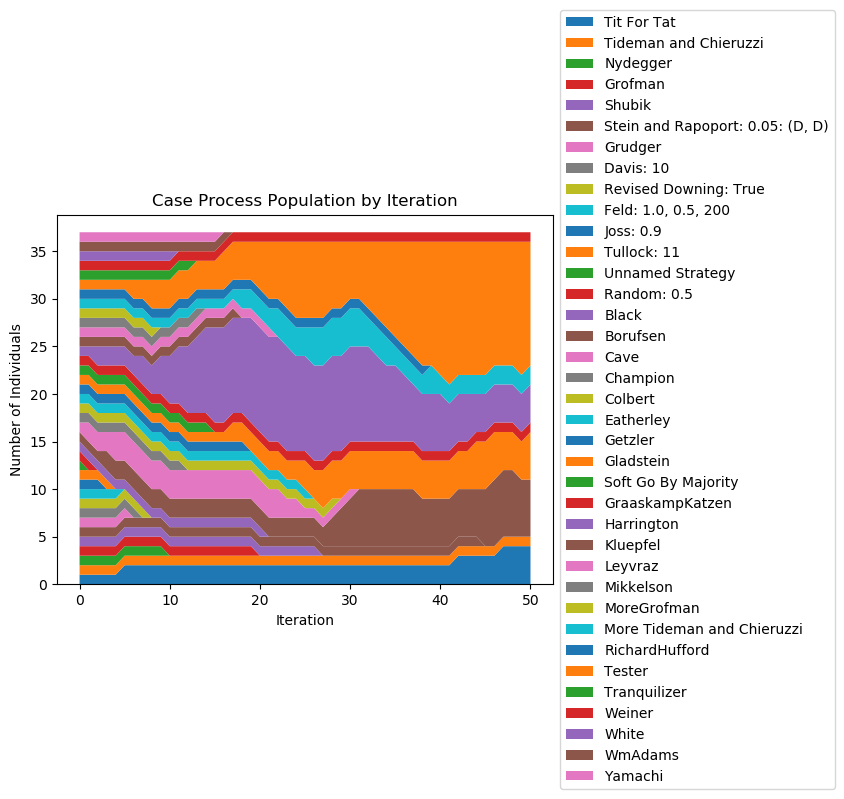 Case Process Population by Iteration
Number of Individuals
35
30
25
20
15
10
5
0
0 10 20 30 40 50
Iteration
Tit For Tat
Tideman and Chieruzzi
Nydegger
Grofman
Shubik
Stein and Rapoport: 0.05: (D, D)
Grudger
Davis: 10
Revised Downing: True
Feld: 1.0, 0.5, 200
Joss: 0.9
Tullock: 11
Unnamed Strategy
Random: 0.5
Black
Borufsen
Cave
Champion
Colbert
Eatherley
Getzler
Gladstein
Soft Go By Majority
GraaskampKatzen
Harrington
Kluepfel
Leyvraz
Mikkelson
MoreGrofman
More Tideman and Chieruzzi
RichardHufford
Tester
Tranquilizer
Weiner
White
WmAdams
Yamachi